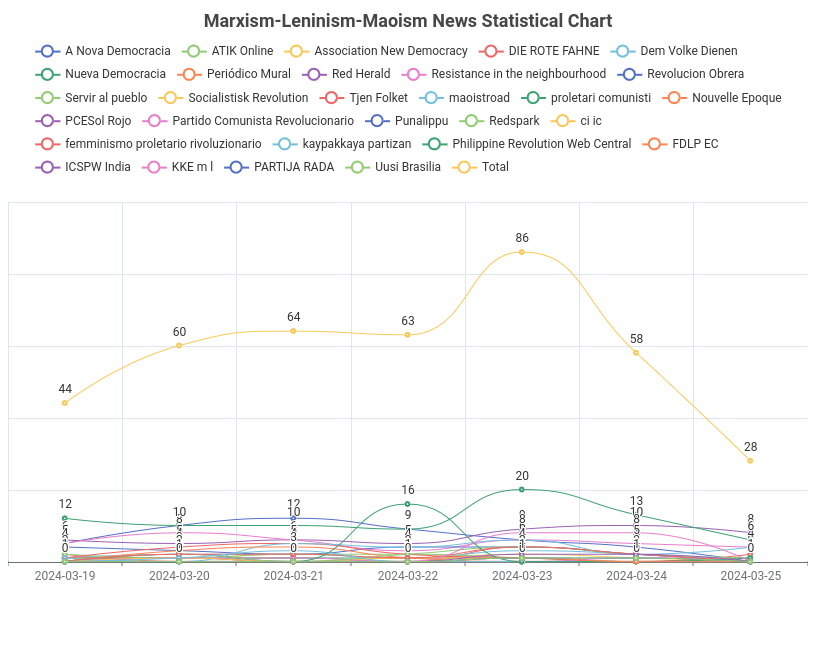 Marxism-Leninism-Maoism News Statistical Chart
A Nova Democracia ATIK Online Association New Democracy DIE ROTE FAHNE Dem Volke Dienen
Nueva Democracia Periódico Mural Red Herald Resistance in the neighbourhood Revolucion Obrera
Servir al pueblo Socialistisk Revolution Tjen Folket maoistroad proletari comunisti Nouvelle Epoque
PCESol Rojo Partido Comunista Revolucionario Punalippu Redspark ci ic
femminismo proletario rivoluzionario kaypakkaya partizan Philippine Revolution Web Central FDLP EC
ICSPW India KKE m l PARTIJA RADA Uusi Brasilia Total
86
64
63
60
58
44
28
20
16
12 10 12 9 8 13 8
10 10
0 0 0 0 1 0 0
2024-03-19 2024-03-20 2024-03-21 2024-03-22 2024-03-23 2024-03-24 2024-03-25